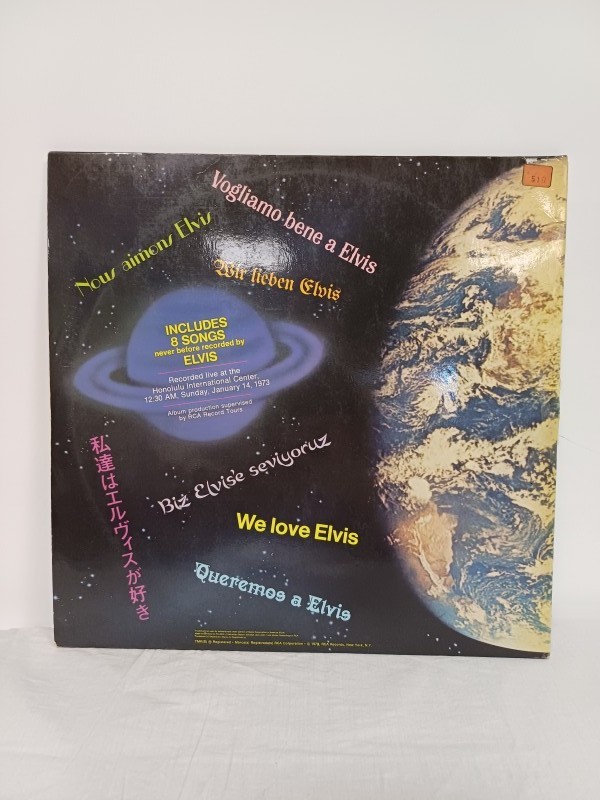 Vogliamo bene a Elvis
Nous aimons Elvis
Wir lieben Elvis
INCLUDES
8 SONGS
never before recorded by
ELVIS
Recorded live at the
Honolulu International Center,
12:30 AM, Sunday, January 14, 1973
Album production supervised
by RCA Record Tours
私達はエルヴィスが好き
Biz Elvis'e seviyoruz
We love Elvis
Queremos a Elvis